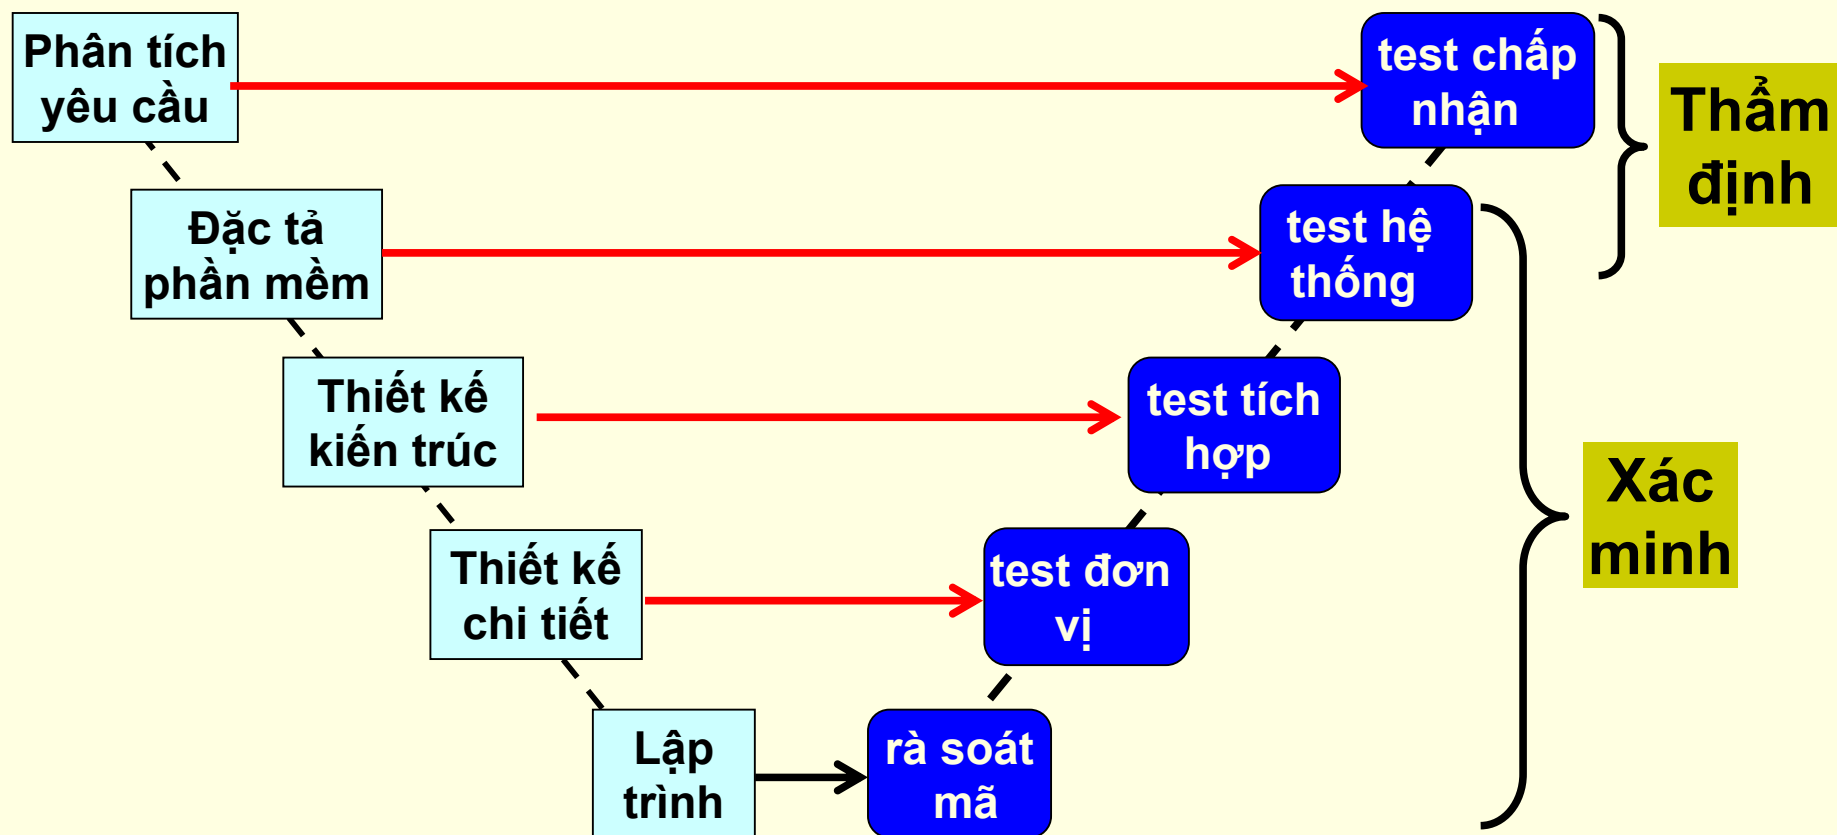 Phân tích
yêu cầu
test chấp
nhận
Thẩm
định
Đặc tả
phần mềm
test hệ
thống
Thiết kế
kiến trúc
test tích
hợp
Xác
minh
Thiết kế
chi tiết
test đơn
vị
Lập
trình
rà soát
mã